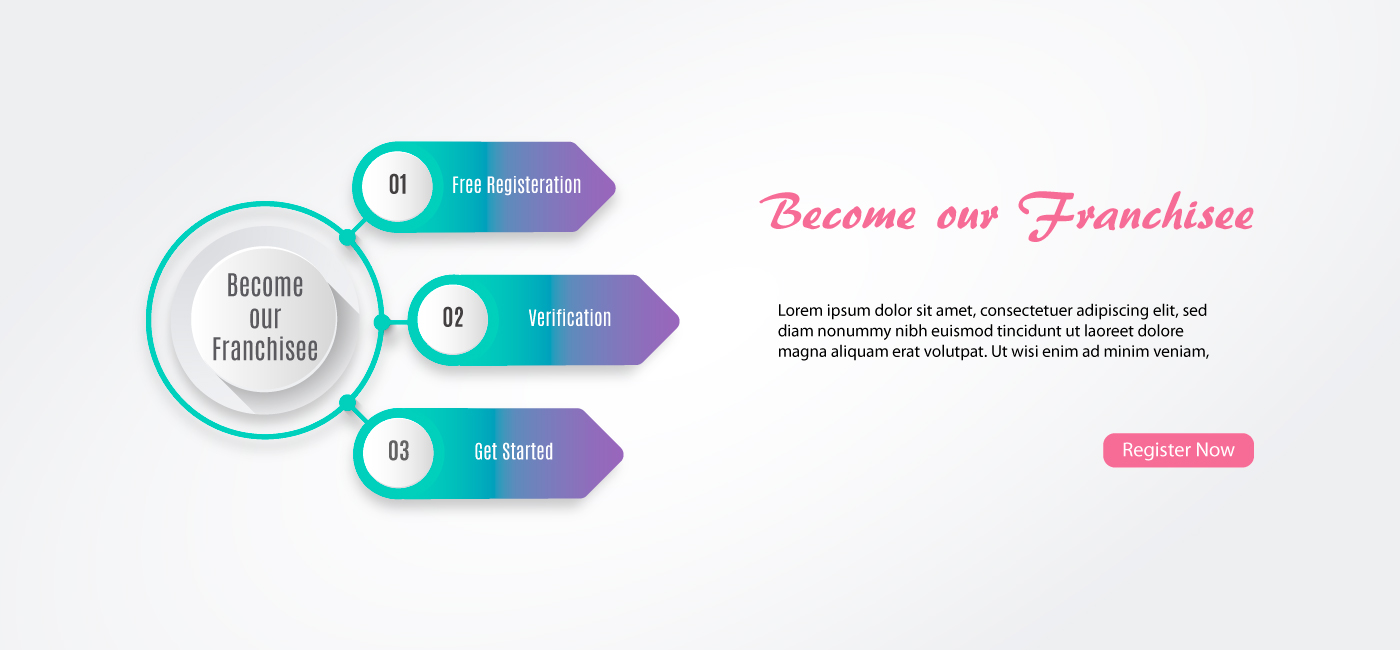 Become
our
Franchisee
01
Free Registeration
02
Verification
03
Get Started
Become our Franchisee
Lorem ipsum dolor sit amet, consectetuer adipiscing elit, sed
diam nonummy nibh euismod tincidunt ut laoreet dolore
magna aliquam erat volutpat. Ut wisi enim ad minim veniam,
Register Now